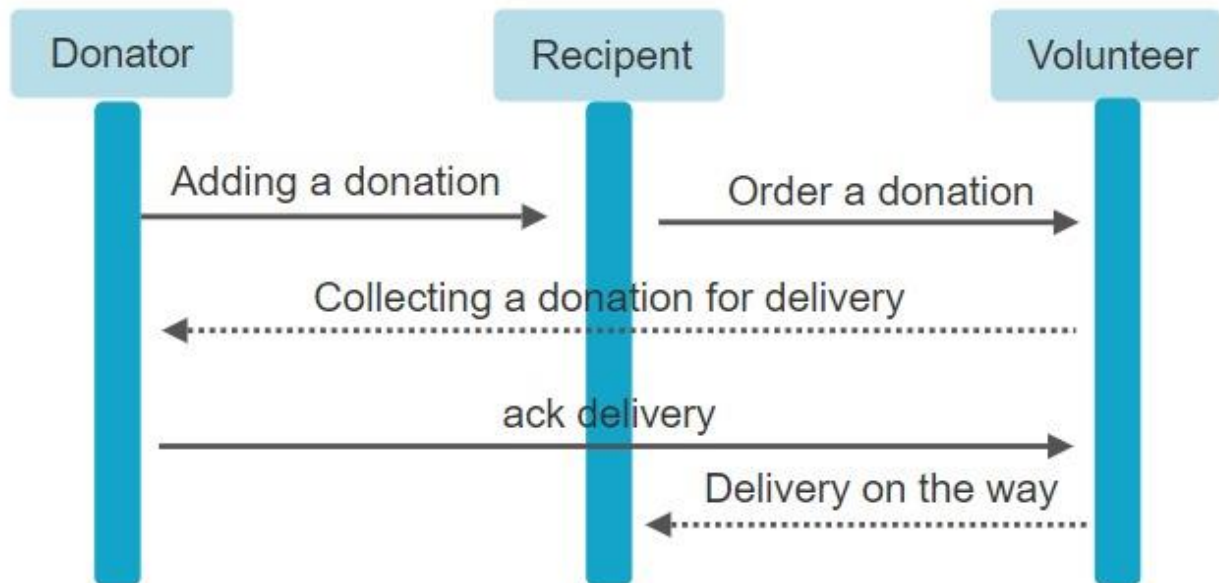 Donator
Recipent
Volunteer
Adding a donation
Order a donation
Collecting a donation for delivery
ack delivery
Delivery on the way